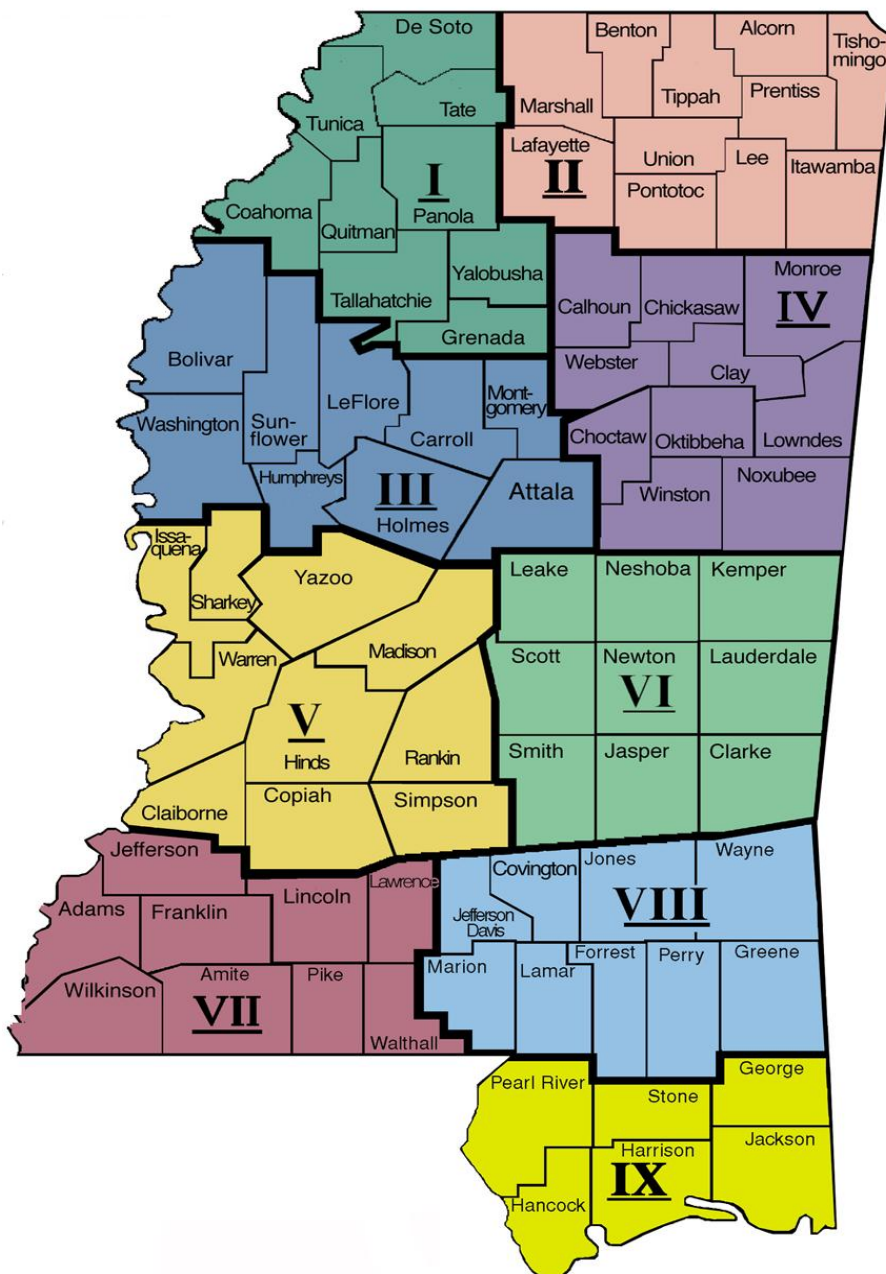 De Soto
Tunica
Tate
Coahoma
Quitman
I
Panola
Tallahatchie
Yalobusha
Grenada
Benton
Alcorn
Tisho-
mingo
Marshall
Tippah
Prentiss
Lafayette
II
Union
Lee
Itawamba
Pontotoc
Bolivar
Washington
Sun-
flower
LeFlore
Carroll
Mont-
gomery
Humphreys
III
Holmes
Attala
Monroe
Calhoun
Chickasaw
IV
Webster
Clay
Choctaw
Oktibbeha
Lowndes
Winston
Noxubee
Issa-
quena
Sharkey
Yazoo
Warren
Madison
V
Hinds
Rankin
Claiborne
Copiah
Simpson
Leake
Neshoba
Kemper
Scott
Newton
Lauderdale
VI
Smith
Jasper
Clarke
Jefferson
Adams
Franklin
Lincoln
Lawrence
Wilkinson
Amite
Pike
VII
Walthall
Covington
Jones
Wayne
Jefferson
Davis
VIII
Marion
Lamar
Forrest
Perry
Greene
Pearl River
Stone
George
Harrison
Jackson
Hancock
IX